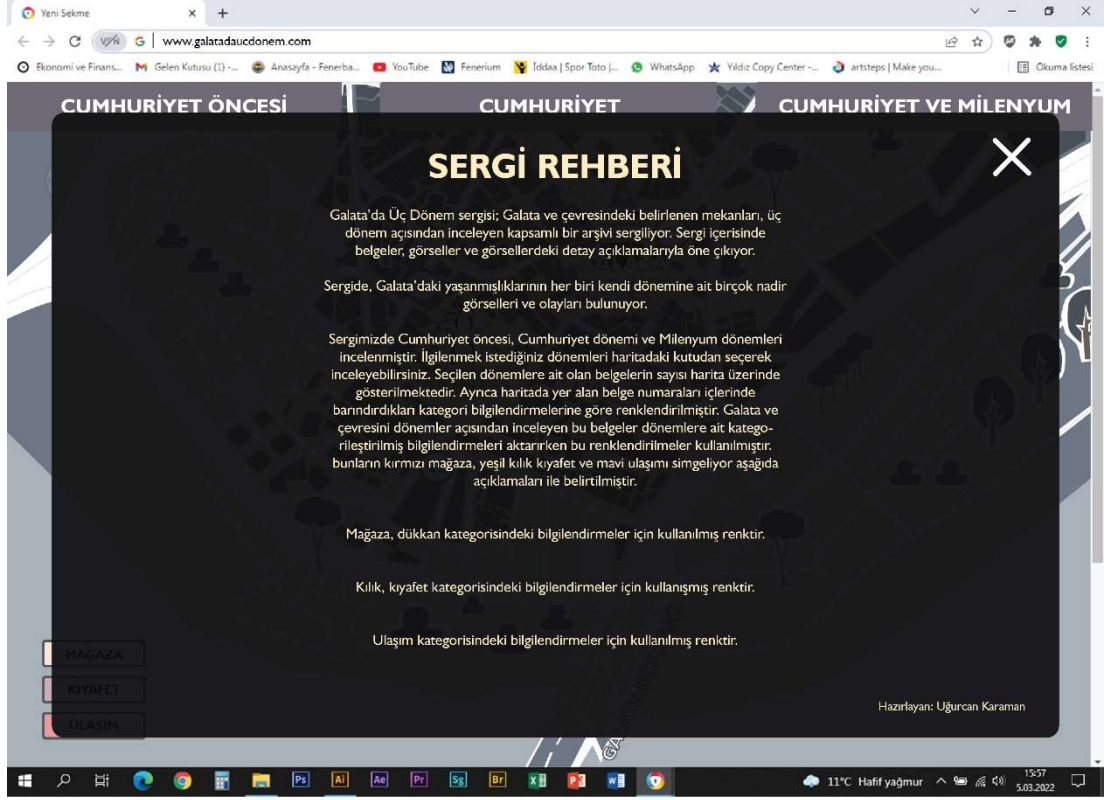 Yeni Sekme
www.galatadaucdonem.com
Ekonomi ve Finans... Gelen Kutusu (1) -... Anasayfa - Fenerba... YouTube Fenerium İddaa | Spor Toto |... WhatsApp Yıldız Copy Center -... artsteps | Make you... Okuma listesi
CUMHURİYET ÖNCESİ CUMHURİYET CUMHURİYET VE MİLENYUM
SERGİ REHBERİ
Galata'da Üç Dönem sergisi; Galata ve çevresindeki belirlenen mekanları, üç
dönem açısından inceleyen kapsamlı bir arşivi sergiliyor. Sergi içerisinde
belgeler, görseller ve görsellerdeki detay açıklamalarıyla öne çıkıyor.
Sergide, Galata'daki yaşanmışlıklarının her biri kendi dönemine ait birçok nadir
görselleri ve olayları bulunuyor.
Sergimizde Cumhuriyet öncesi, Cumhuriyet dönemi ve Milenyum dönemleri
incelenmiştir. İlgilenmek istediğiniz dönemleri haritadaki kutudan seçerek
inceleyebilirsiniz. Seçilen dönemlere ait olan belgelerin sayısı harita üzerinde
gösterilmektedir. Ayrıca haritada yer alan belge numaraları içlerinde
barındırdıkları kategori bilgilendirmelerine göre renklendirilmiştir. Galata ve
çevresini dönemler açısından inceleyen bu belgeler dönemlere ait katego-
rileştirilmiş bilgilendirmeleri aktarırken bu renklendirilmeler kullanılmıştır.
bunların kırmızı mağaza, yeşil kılık kıyafet ve mavi ulaşımı simgeliyor aşağıda
açıklamaları ile belirtilmiştir.
Mağaza, dükkan kategorisindeki bilgilendirmeler için kullanılmış renktir.
Kılık, kıyafet kategorisindeki bilgilendirmeler için kullanışmış renktir.
Ulaşım kategorisindeki bilgilendirmeler için kullanılmış renktir.
MAĞAZA
KIYAFET
ULAŞIM
Hazırlayan: Uğurcan Karaman
Ps Ai Ae Pr Sg Br
11°C Hafif yağmur
15:57
5.03.2022